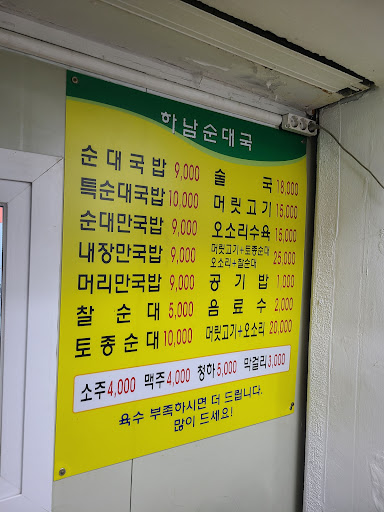 하남순대국
순대국밥 9,000
특순대국밥 10,000
순대만국밥 9,000
내장만국밥 9,000
머리만국밥 9,000
찰순대 5,000
토종순대 10,000
술국 18,000
머릿고기 15,000
오소리수육 15,000
머릿고기+토종순대
오소리+찰순대 25,000
공기밥 1,000
음료수 2,000
머릿고기+오소리 20,000
소주 4,000 맥주 4,000 청하 5,000 막걸리 3,000
육수 부족하시면 더 드립니다.
많이 드세요!